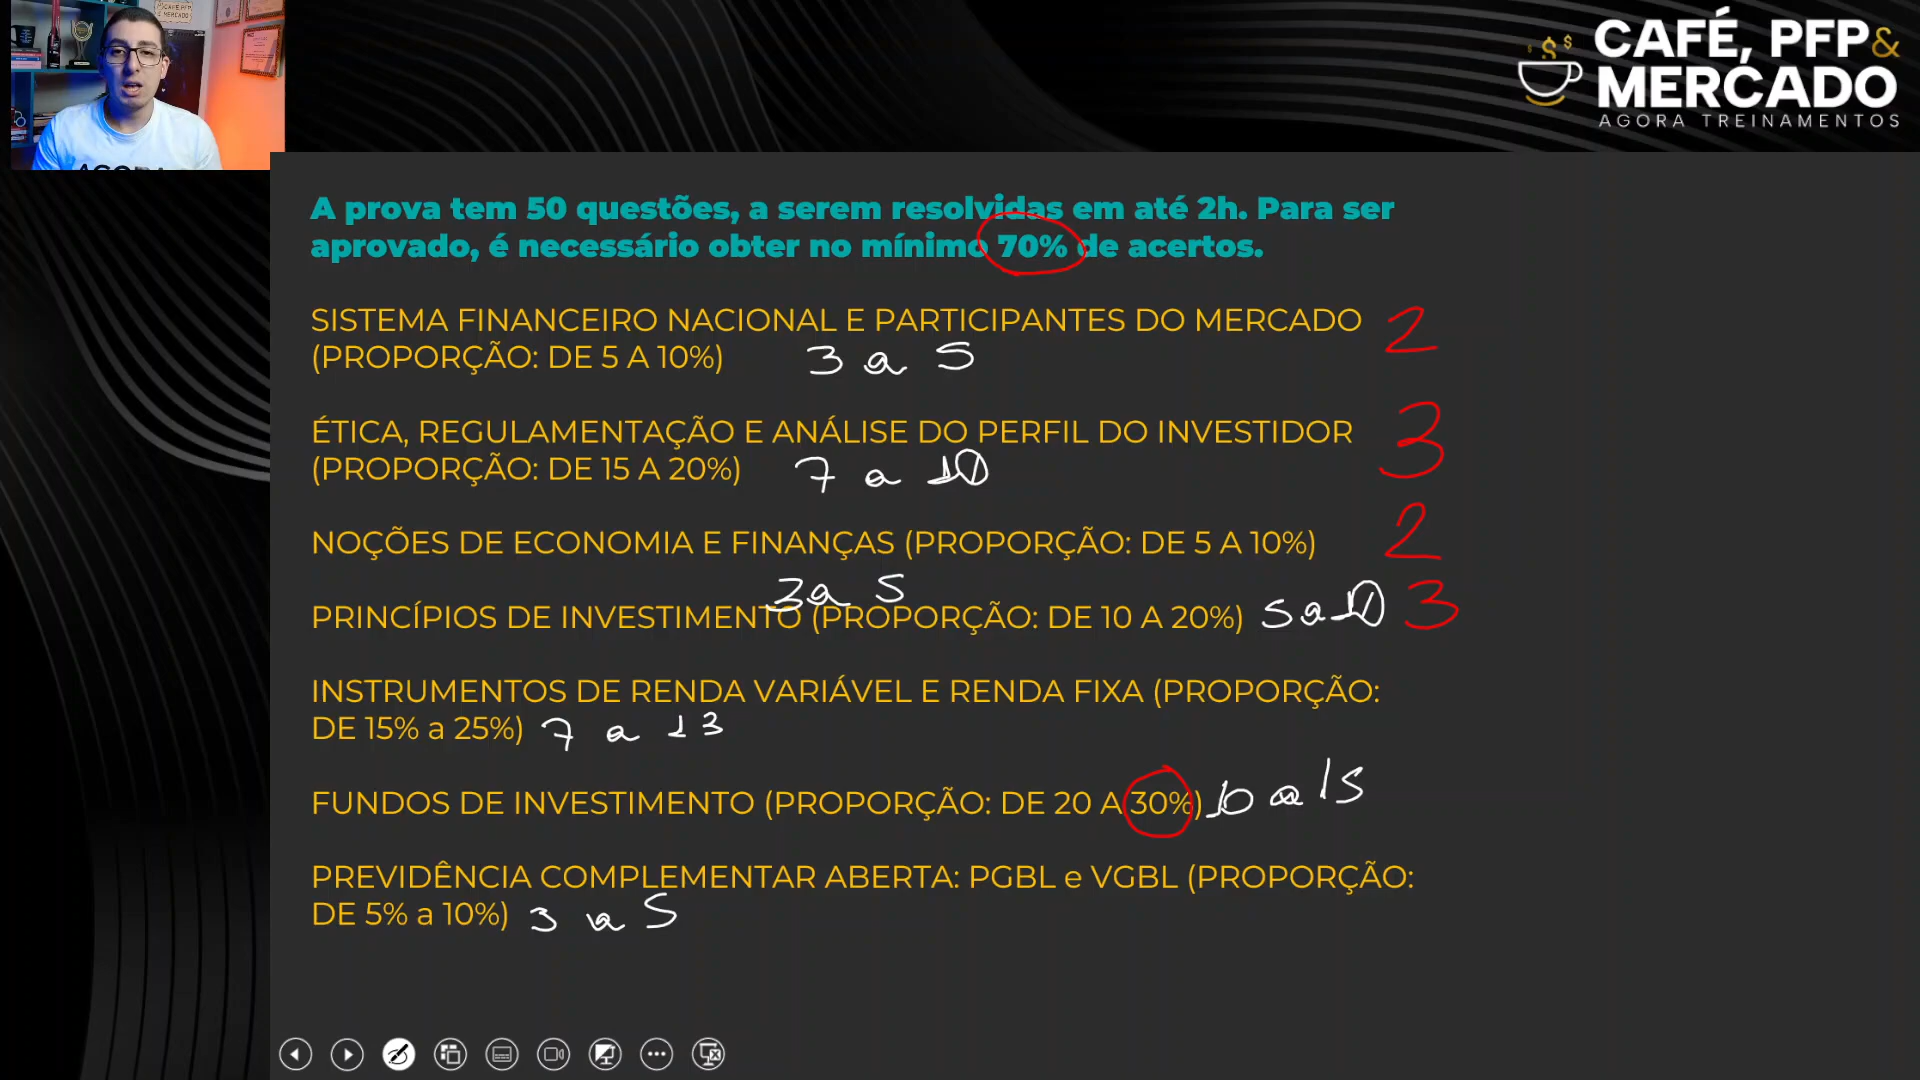 CAFÉ, PFP&
MERCADO
AGORA TREINAMENTOS
A prova tem 50 questões, a serem resolvidas em até 2h. Para ser
aprovado, é necessário obter no mínimo 70% de acertos.
SISTEMA FINANCEIRO NACIONAL E PARTICIPANTES DO MERCADO 2
(PROPORÇÃO: DE 5 A 10%) 3 a 5
ÉTICA, REGULAMENTAÇÃO E ANÁLISE DO PERFIL DO INVESTIDOR 3
(PROPORÇÃO: DE 15 A 20%) 7 a 10
NOÇÕES DE ECONOMIA E FINANÇAS (PROPORÇÃO: DE 5 A 10%) 2
3 a 5
PRINCÍPIOS DE INVESTIMENTO (PROPORÇÃO: DE 10 A 20%) 5 a 10 3
INSTRUMENTOS DE RENDA VARIÁVEL E RENDA FIXA (PROPORÇÃO:
DE 15% a 25%) 7 a 13
FUNDOS DE INVESTIMENTO (PROPORÇÃO: DE 20 A 30%) 10 a 15
PREVIDÊNCIA COMPLEMENTAR ABERTA: PGBL e VGBL (PROPORÇÃO:
DE 5% a 10%) 3 a 5